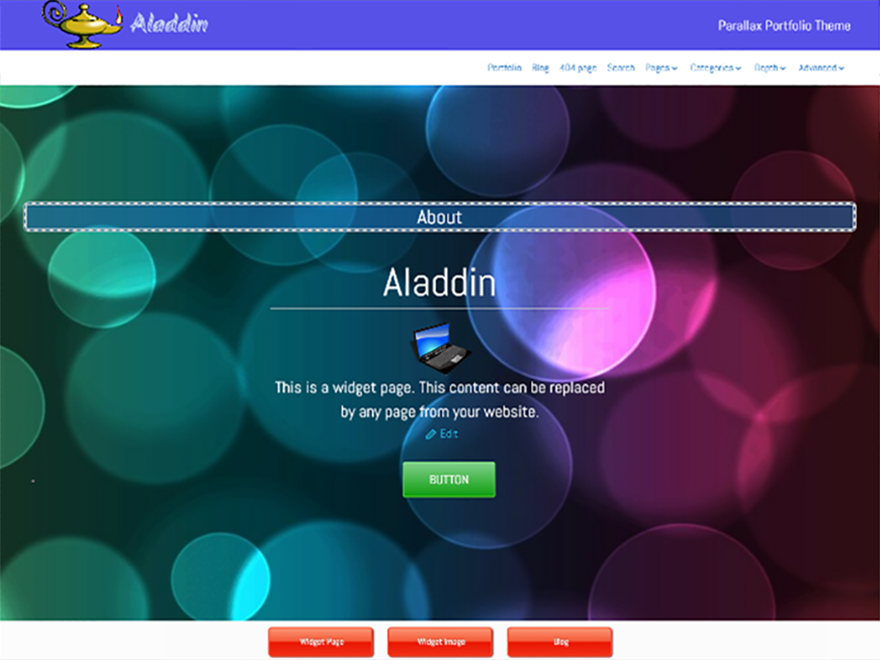 Aladdin
Parallax Portfolio Theme
Portfolio Blog 404 page Search Pages Categories Depth Advanced
About
Aladdin
This is a widget page. This content can be replaced
by any page from your website.
Edit
BUTTON
Widget Page Widget Image Blog